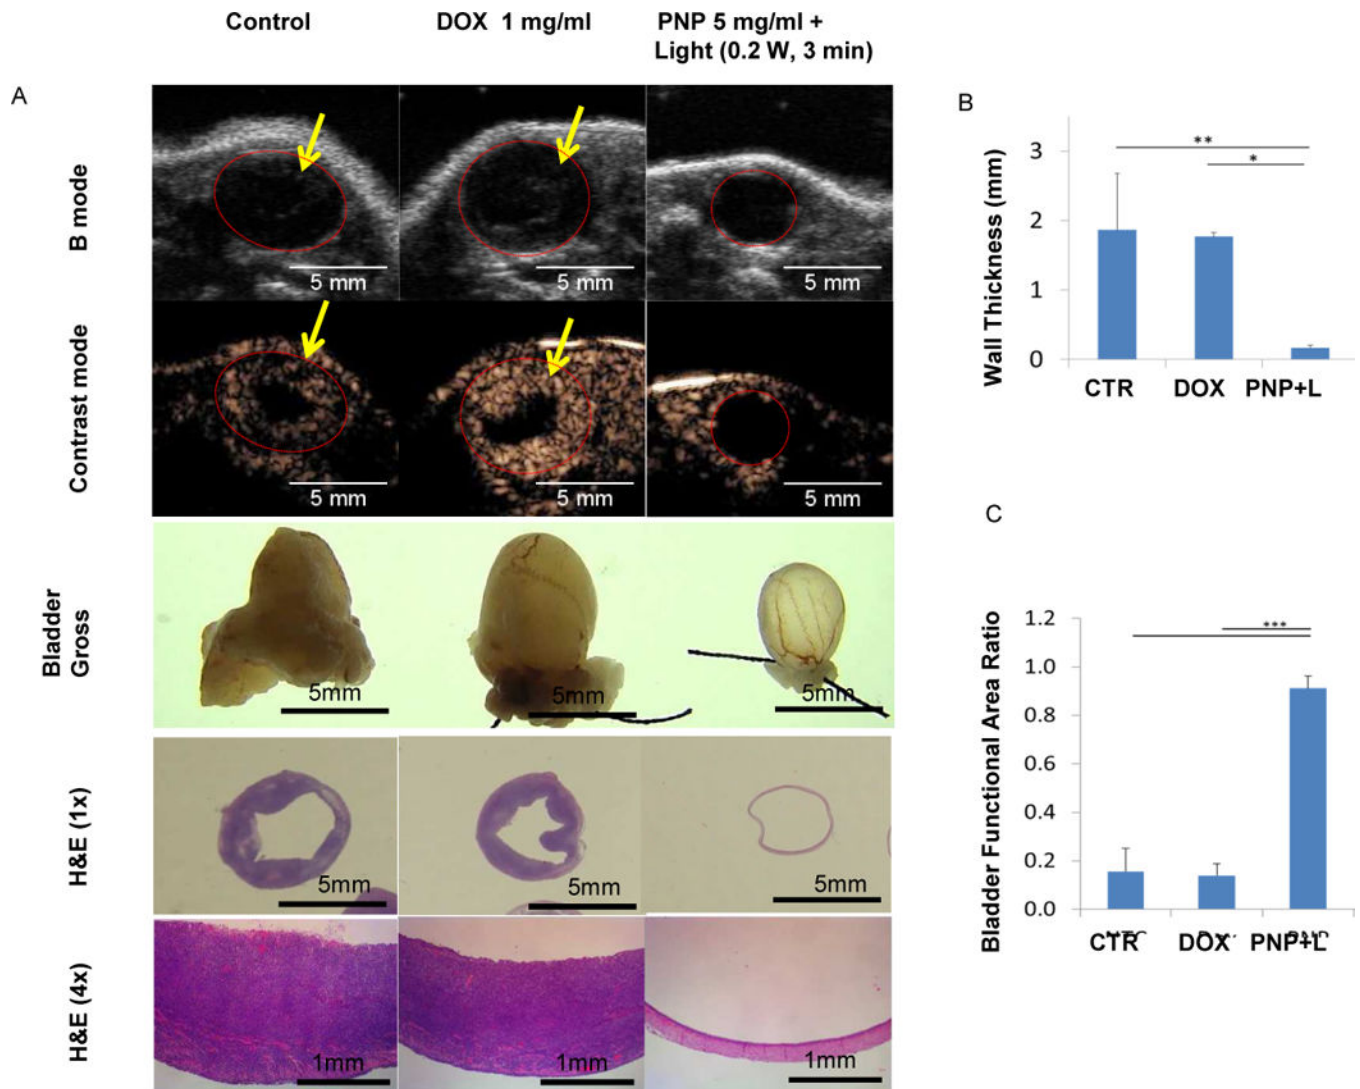 Control
DOX 1 mg/ml
PNP 5 mg/ml +
Light (0.2 W, 3 min)
A
B mode
5 mm
5 mm
5 mm
Contrast mode
5 mm
5 mm
5 mm
Bladder
Gross
5mm
5mm
5mm
H&E (1x)
5mm
5mm
5mm
H&E (4x)
1mm
1mm
1mm
B
Wall Thickness (mm)
3
2
1
0
**
*
CTR
DOX
PNP+L
C
Bladder Functional Area Ratio
1.2
1.0
0.8
0.6
0.4
0.2
0.0
***
CTR
DOX
PNP+L